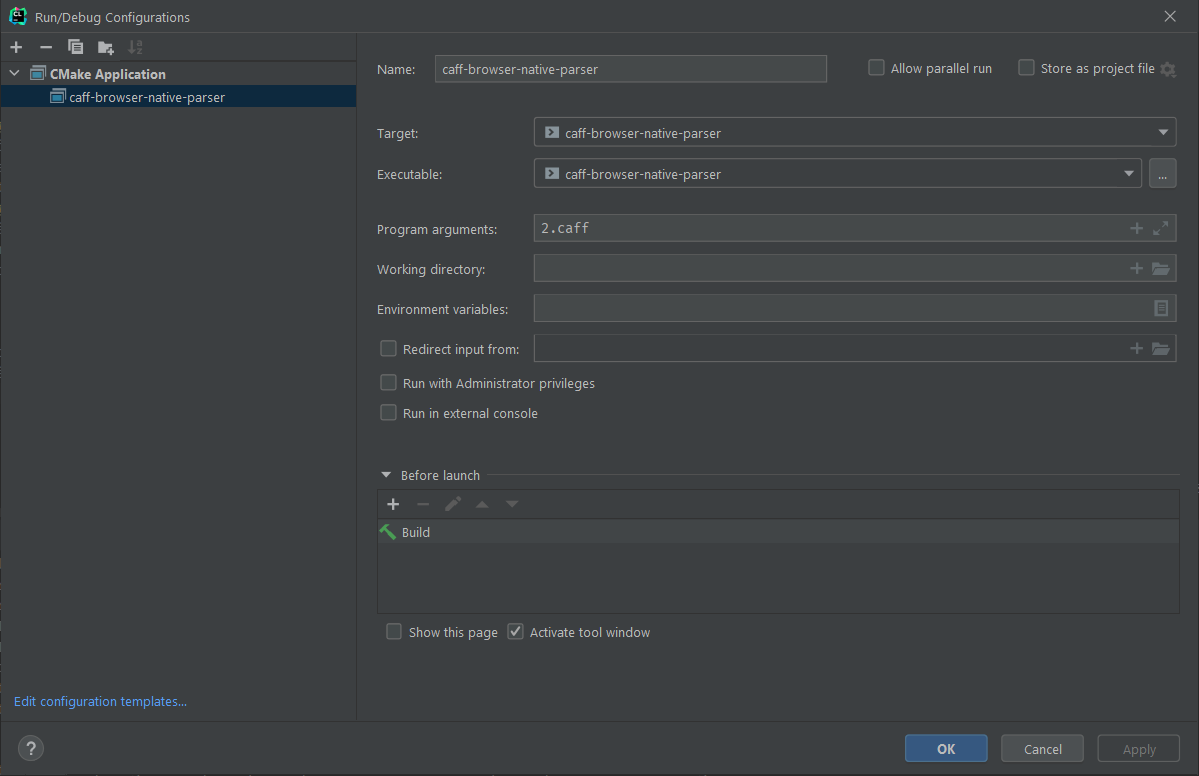 Run/Debug Configurations
CMake Application
caff-browser-native-parser
Edit configuration templates...
Name: caff-browser-native-parser Allow parallel run Store as project file
Target: caff-browser-native-parser
Executable: caff-browser-native-parser ...
Program arguments: 2.caff
Working directory:
Environment variables:
Redirect input from:
Run with Administrator privileges
Run in external console
Before launch
Build
Show this page Activate tool window
? OK Cancel Apply